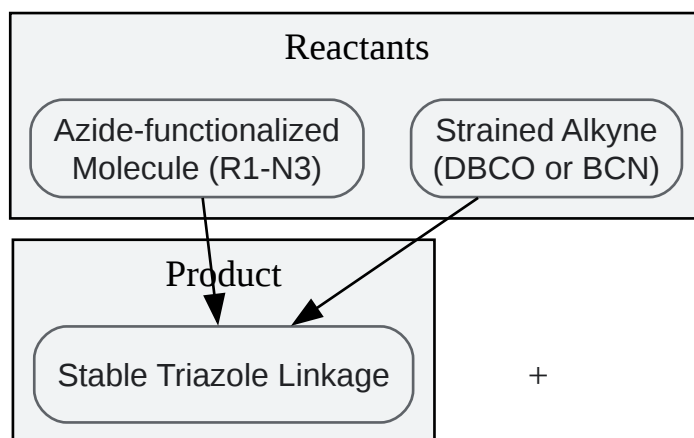 Reactants
Azide-functionalized
Molecule (R1-N3)
Strained Alkyne
(DBCO or BCN)
Product
Stable Triazole Linkage
+